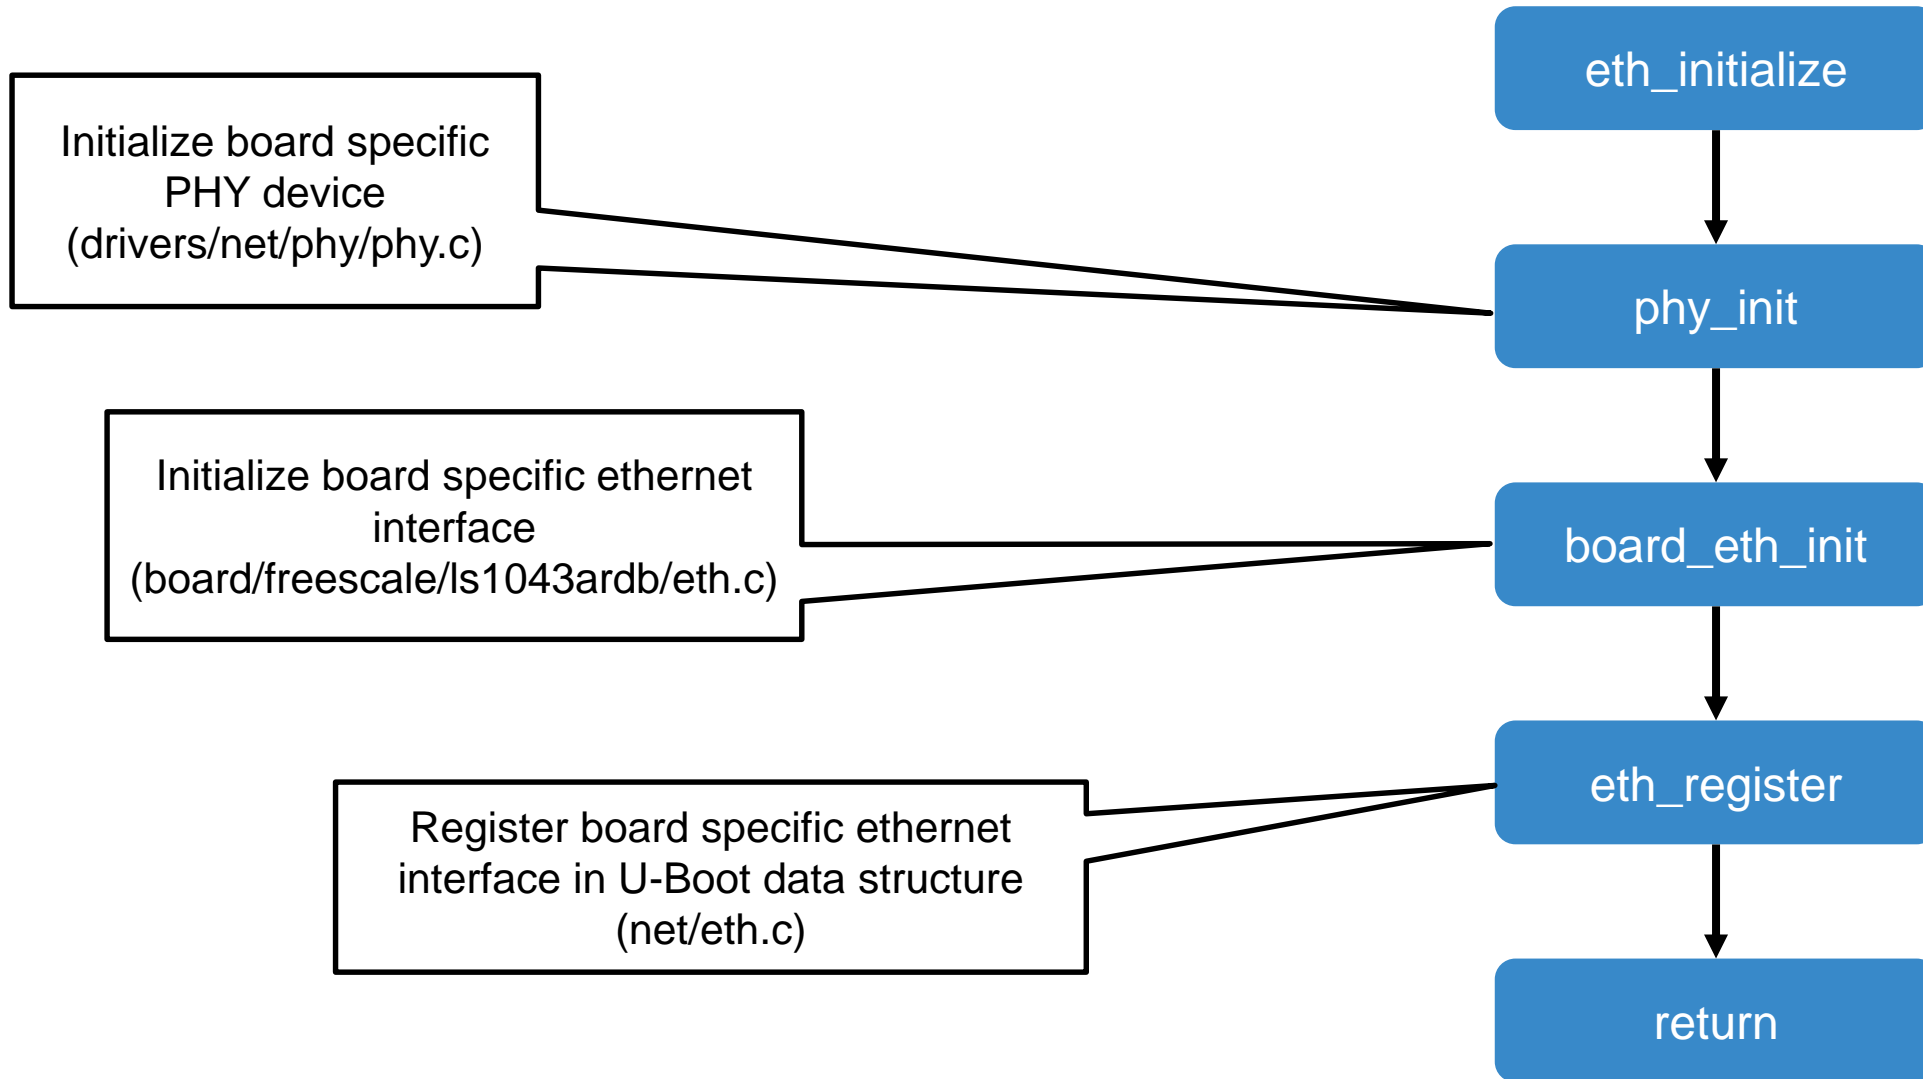 eth_initialize
Initialize board specific
PHY device
(drivers/net/phy/phy.c)
phy_init
Initialize board specific ethernet
interface
(board/freescale/ls1043ardb/eth.c)
board_eth_init
Register board specific ethernet
interface in U-Boot data structure
(net/eth.c)
eth_register
return